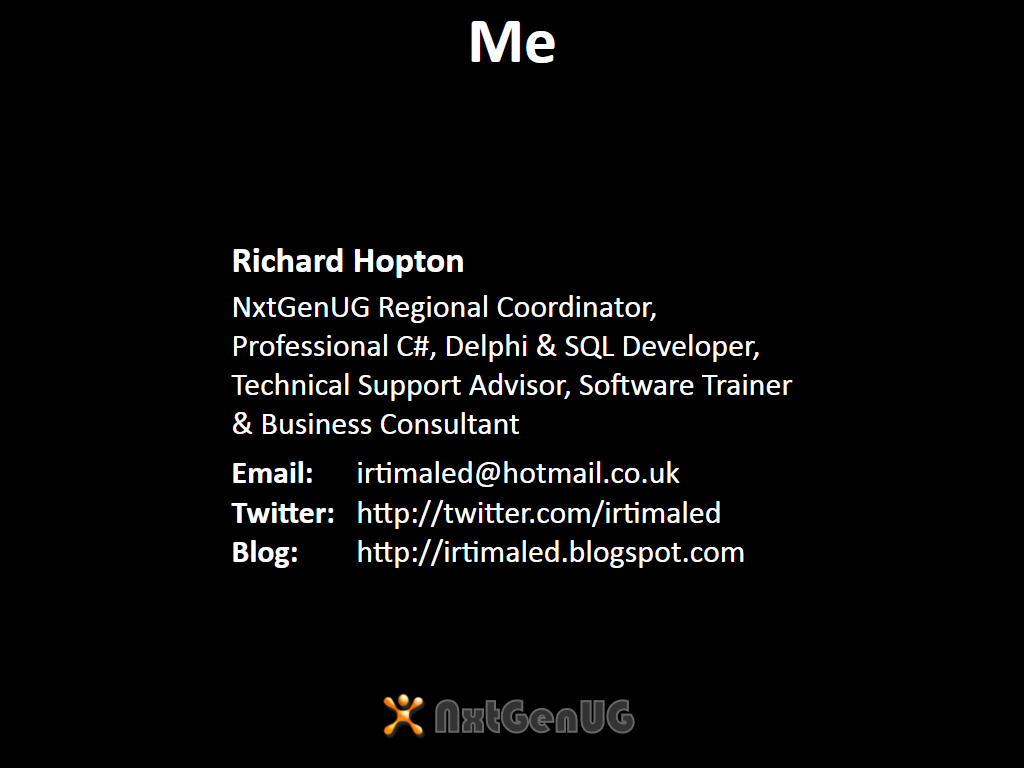 Me
Richard Hopton
NxtGenUG Regional Coordinator,
Professional C#, Delphi & SQL Developer,
Technical Support Advisor, Software Trainer
& Business Consultant
Email: irtimaled@hotmail.co.uk
Twitter: http://twitter.com/irtimaled
Blog: http://irtimaled.blogspot.com
NxtGenUG